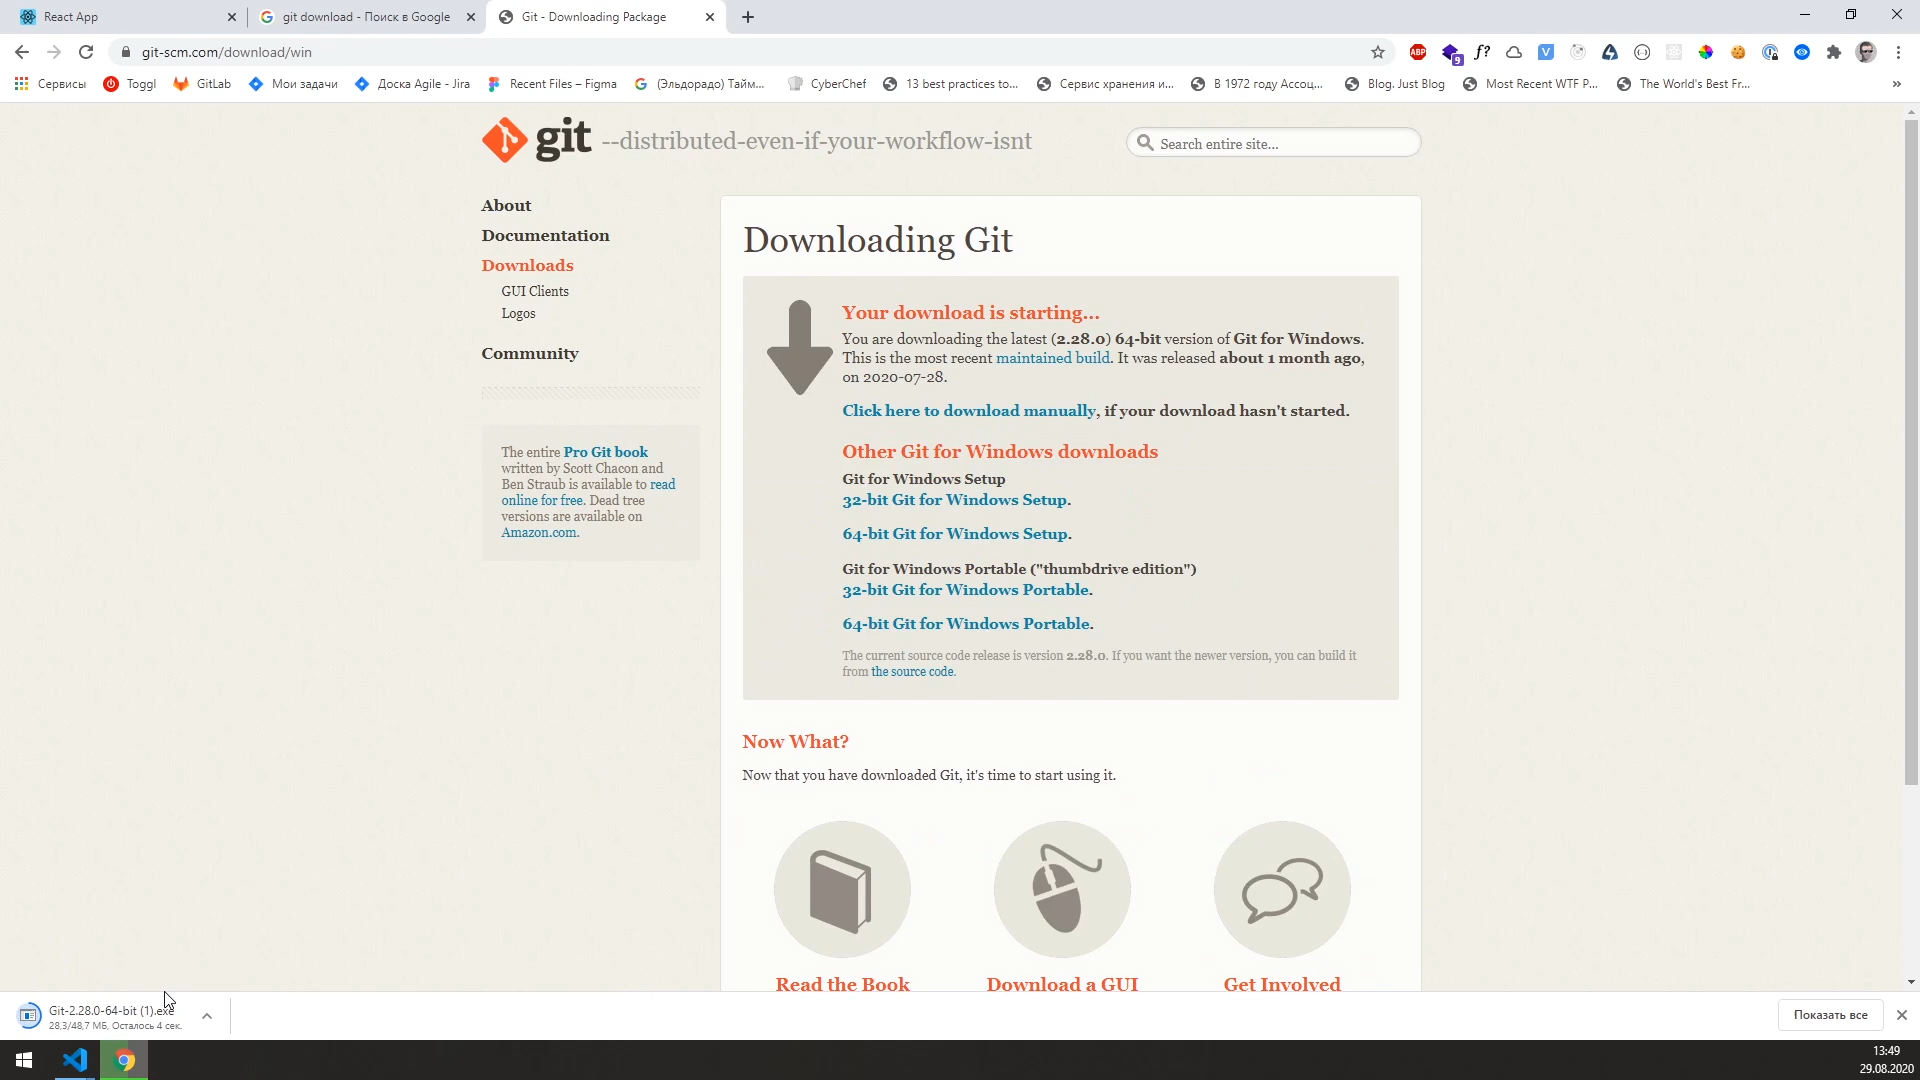 React App
git download - Поиск в Google
Git - Downloading Package
git-scm.com/download/win
ABP
9
f?
V
Сервисы
Toggl
GitLab
Мои задачи
Доска Agile - Jira
Recent Files – Figma
(Эльдорадо) Тайм...
CyberChef
13 best practices to...
Сервис хранения и...
В 1972 году Ассоц...
Blog. Just Blog
Most Recent WTF P...
The World's Best Fr...
»
git --distributed-even-if-your-workflow-isnt
Search entire site...
About
Documentation
Downloads
GUI Clients
Logos
Community
The entire Pro Git book
written by Scott Chacon and
Ben Straub is available to read
online for free. Dead tree
versions are available on
Amazon.com.
Downloading Git
Your download is starting...
You are downloading the latest (2.28.0) 64-bit version of Git for Windows.
This is the most recent maintained build. It was released about 1 month ago,
on 2020-07-28.
Click here to download manually, if your download hasn't started.
Other Git for Windows downloads
Git for Windows Setup
32-bit Git for Windows Setup.
64-bit Git for Windows Setup.
Git for Windows Portable ("thumbdrive edition")
32-bit Git for Windows Portable.
64-bit Git for Windows Portable.
The current source code release is version 2.28.0. If you want the newer version, you can build it
from the source code.
Now What?
Now that you have downloaded Git, it's time to start using it.
Read the Book
Download a GUI
Get Involved
Git-2.28.0-64-bit (1).exe
28,3/48,7 МБ, Осталось 4 сек.
Показать все
13:49
29.08.2020